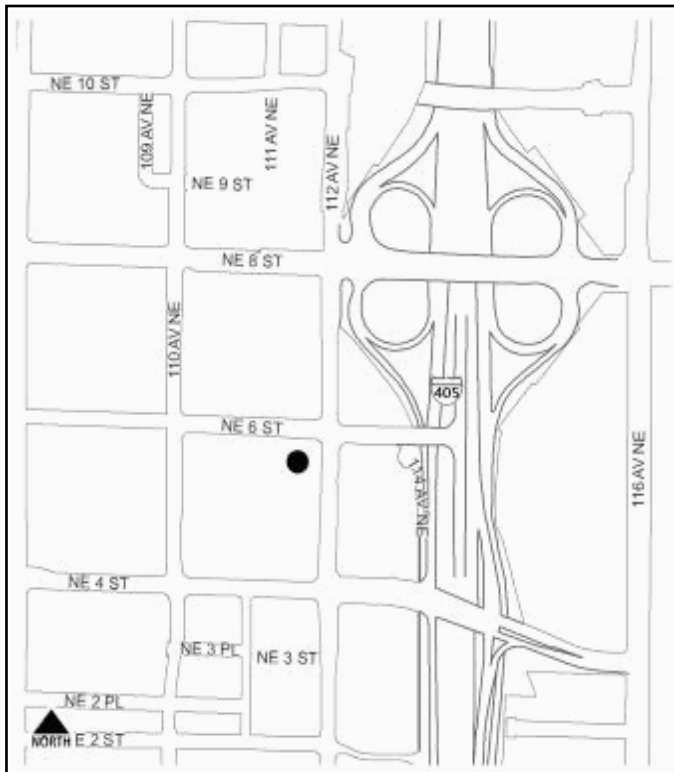 NE 10 ST
109 AV NE
111 AV NE
112 AV NE
NE 9 ST
NE 8 ST
110 AV NE
405
NE 6 ST
114 AV NE
116 AV NE
NE 4 ST
NE 3 PL
NE 3 ST
NE 2 PL
NORTH
E 2 ST